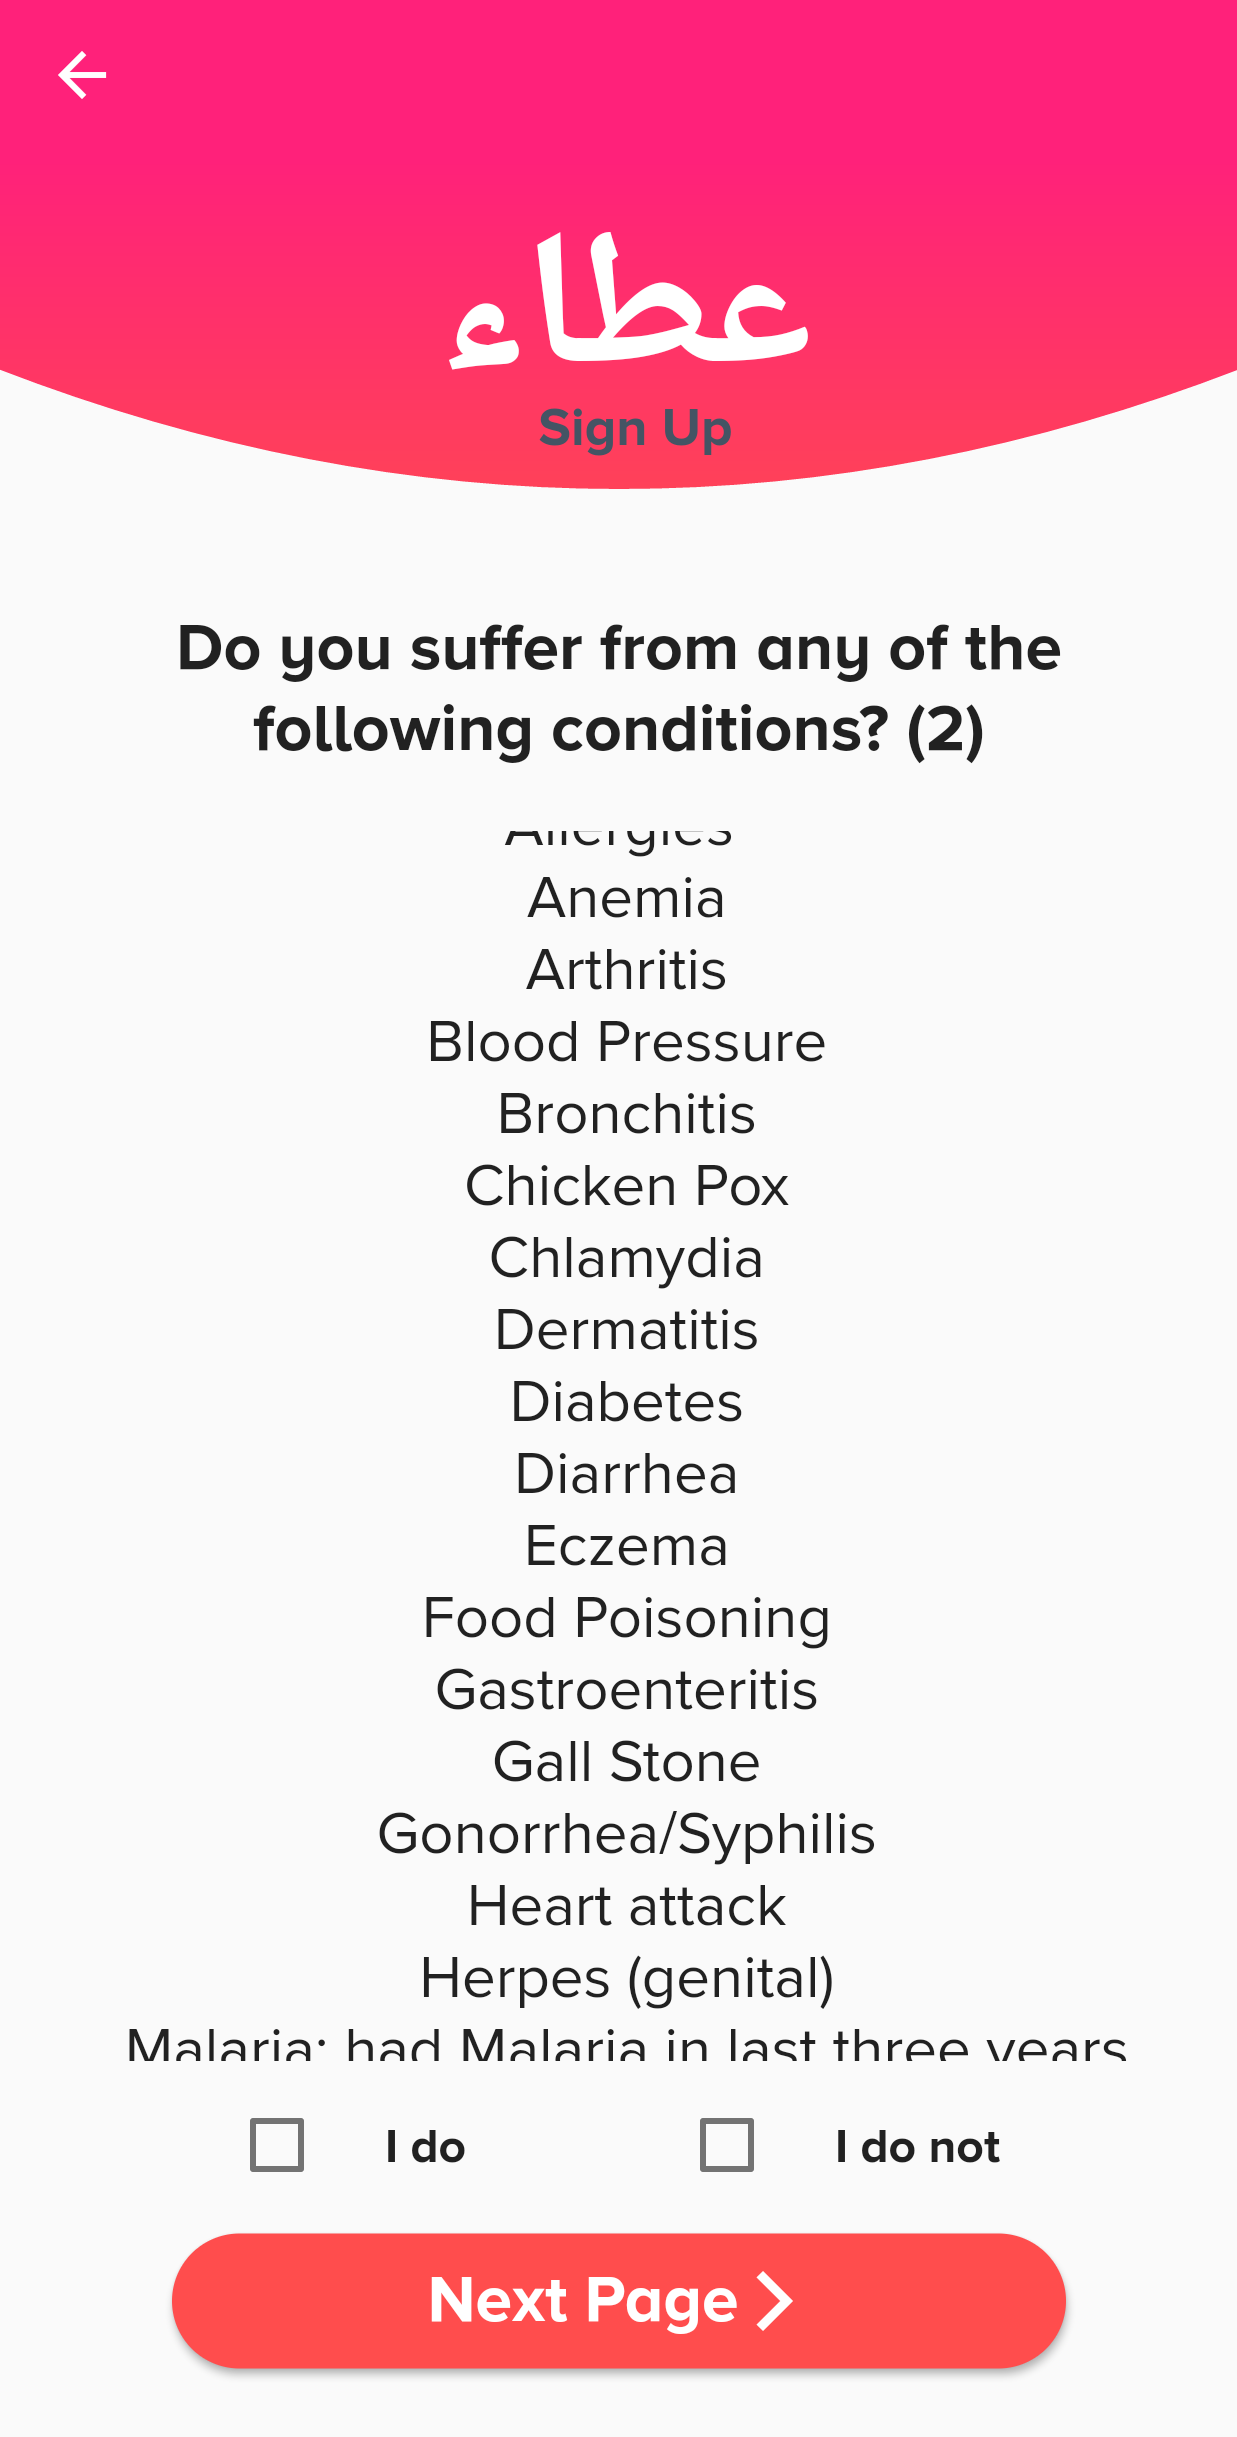 عطاء
Sign Up
Do you suffer from any of the
following conditions? (2)
Allergies
Anemia
Arthritis
Blood Pressure
Bronchitis
Chicken Pox
Chlamydia
Dermatitis
Diabetes
Diarrhea
Eczema
Food Poisoning
Gastroenteritis
Gall Stone
Gonorrhea/Syphilis
Heart attack
Herpes (genital)
Malaria: had Malaria in last three years
I do I do not
Next Page